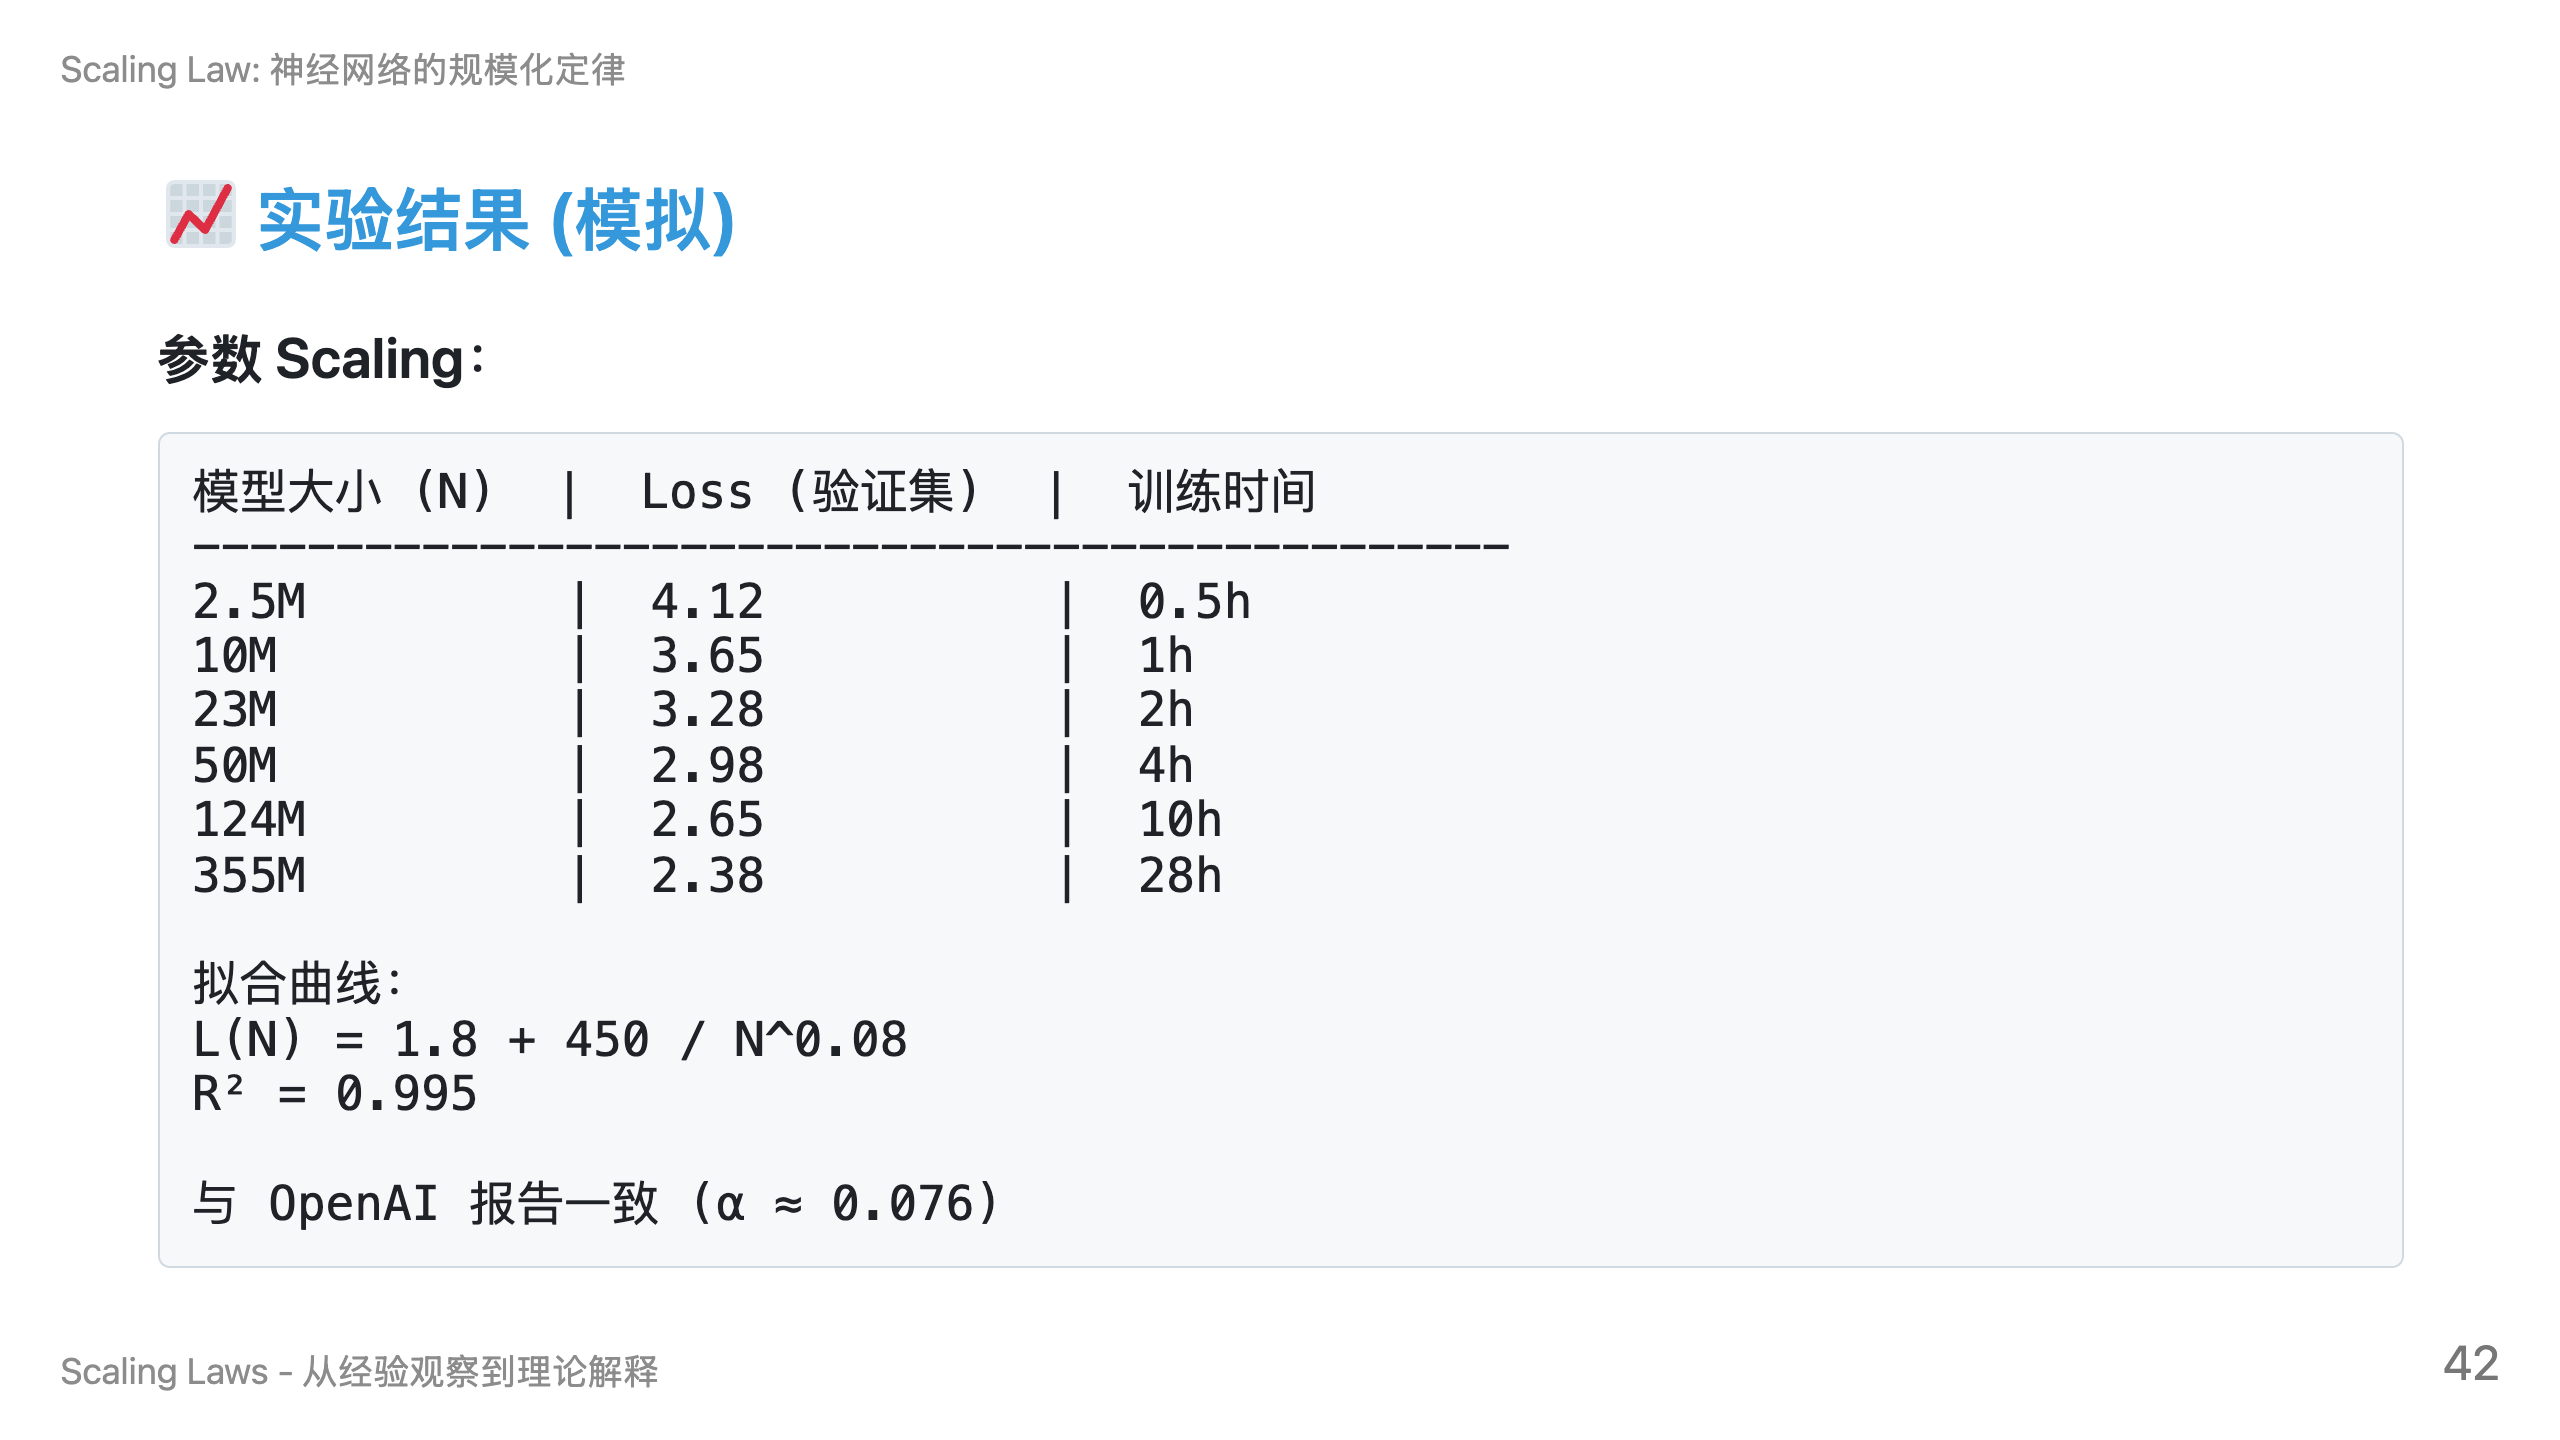 Scaling Law: 神经网络的规模化定律
📈 实验结果 (模拟)
参数 Scaling：
模型大小 (N) | Loss (验证集) | 训练时间
----------------------------------------------
2.5M | 4.12 | 0.5h
10M | 3.65 | 1h
23M | 3.28 | 2h
50M | 2.98 | 4h
124M | 2.65 | 10h
355M | 2.38 | 28h
拟合曲线：
L(N) = 1.8 + 450 / N^0.08
R² = 0.995
与 OpenAI 报告一致 (α ≈ 0.076)
Scaling Laws - 从经验观察到理论解释
42